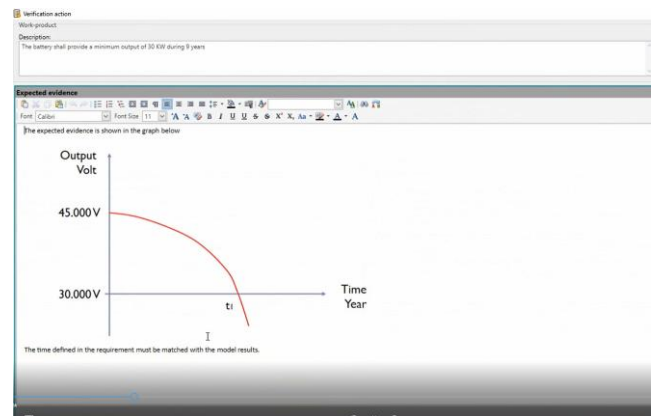 Verification action
Work-product
Description:
The battery shall provide a minimum output of 30 KW during 9 years
Expected evidence
Font Calibri Font Size 11
The expected evidence is shown in the graph below
Output
Volt
45.000 V
30.000 V
t1
Time
Year
The time defined in the requirement must be matched with the model results.